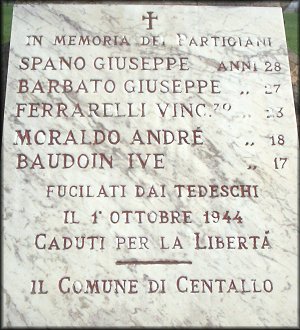 IN MEMORIA DEI PARTIGIANI
SPANO GIUSEPPE ANNI 28
BARBATO GIUSEPPE „ 27
FERRARELLI VINC.ZO „ 23
MORALDO ANDRÉ „ 18
BAUDOIN IVE „ 17
FUCILATI DAI TEDESCHI
IL 1° OTTOBRE 1944
CADUTI PER LA LIBERTÁ
IL COMUNE DI CENTALLO